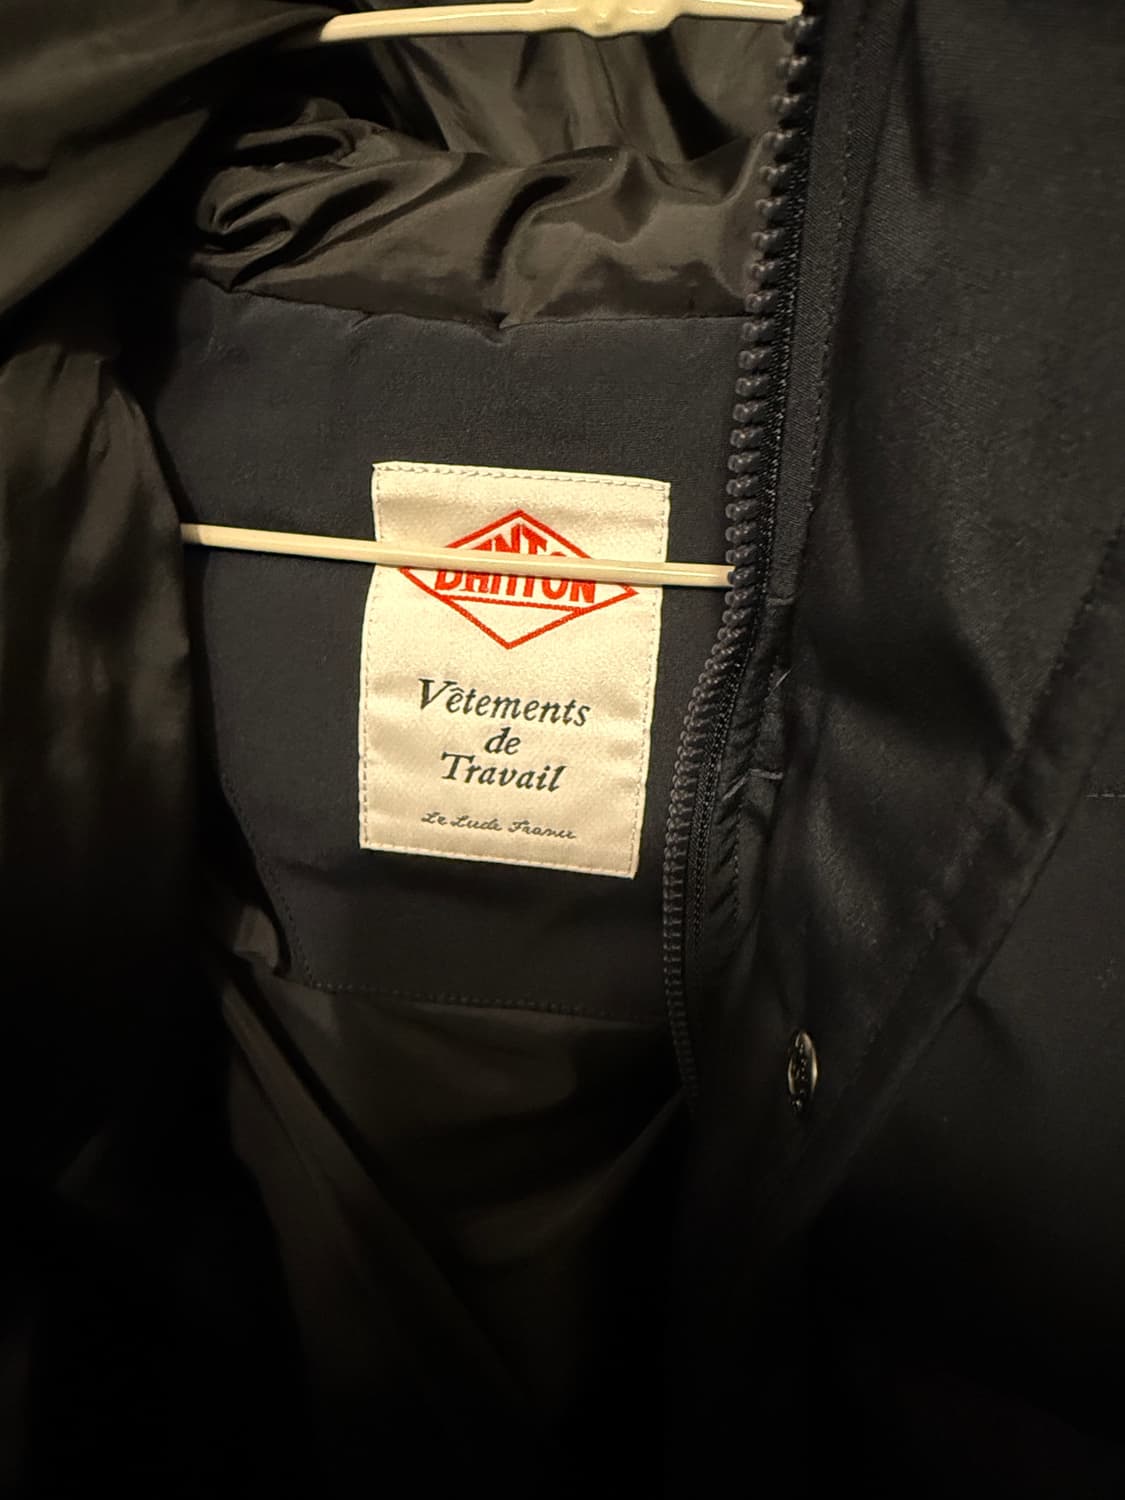 DANTON
Vêtements
de
Travail
Le Lude France